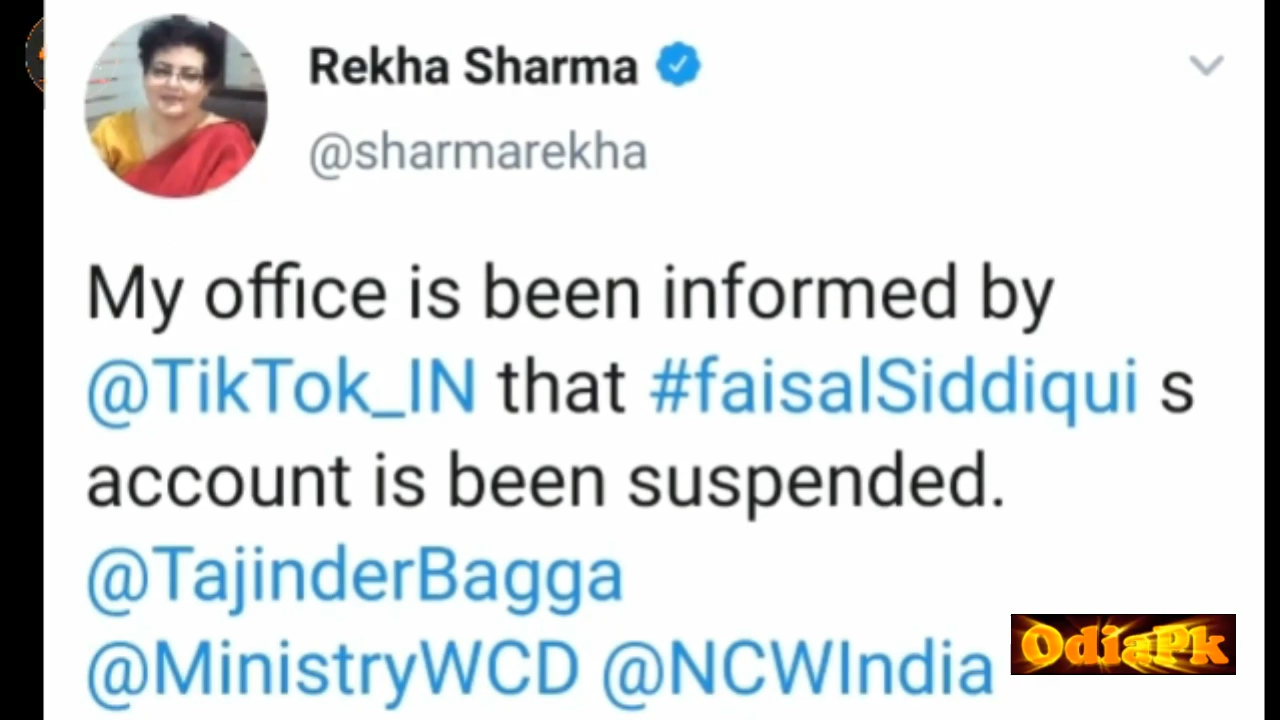 Rekha Sharma
@sharmarekha
My office is been informed by
@TikTok_IN that #faisalSiddiqui s
account is been suspended.
@TajinderBagga
@MinistryWCD @NCWIndia
OdiaPk